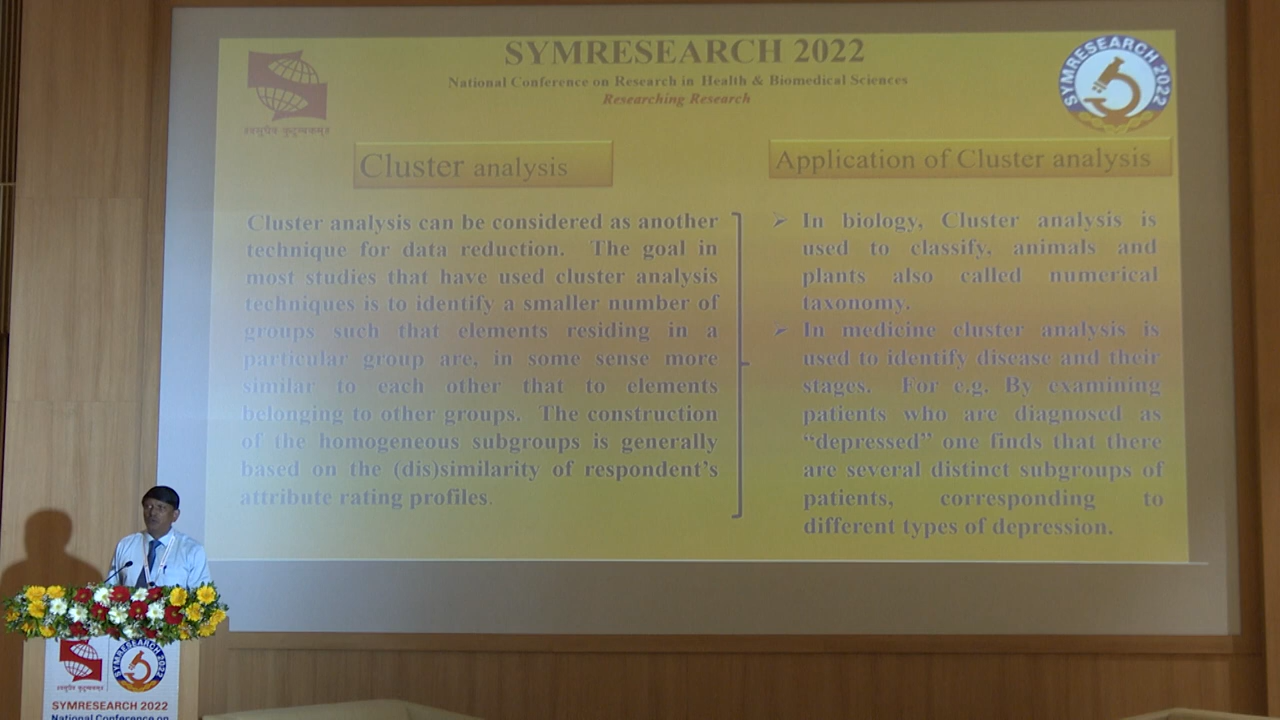 SYMRESEARCH 2022
National Conference on Research in Health & Biomedical Sciences
Researching Research
॥वसुधैव कुटुम्बकम्॥
SYMRESEARCH 2022
Cluster analysis
Cluster analysis can be considered as another
technique for data reduction. The goal in
most studies that have used cluster analysis
techniques is to identify a smaller number of
groups such that elements residing in a
particular group are, in some sense more
similar to each other that to elements
belonging to other groups. The construction
of the homogeneous subgroups is generally
based on the (dis)similarity of respondent's
attribute rating profiles.
Application of Cluster analysis
➢ In biology, Cluster analysis is
used to classify, animals and
plants also called numerical
taxonomy.
➢ In medicine cluster analysis is
used to identify disease and their
stages. For e.g. By examining
patients who are diagnosed as
“depressed” one finds that there
are several distinct subgroups of
patients, corresponding to
different types of depression.
॥वसुधैव कुटुम्बकम्॥
SYMRESEARCH 2022
SYMRESEARCH 2022
National Conference on